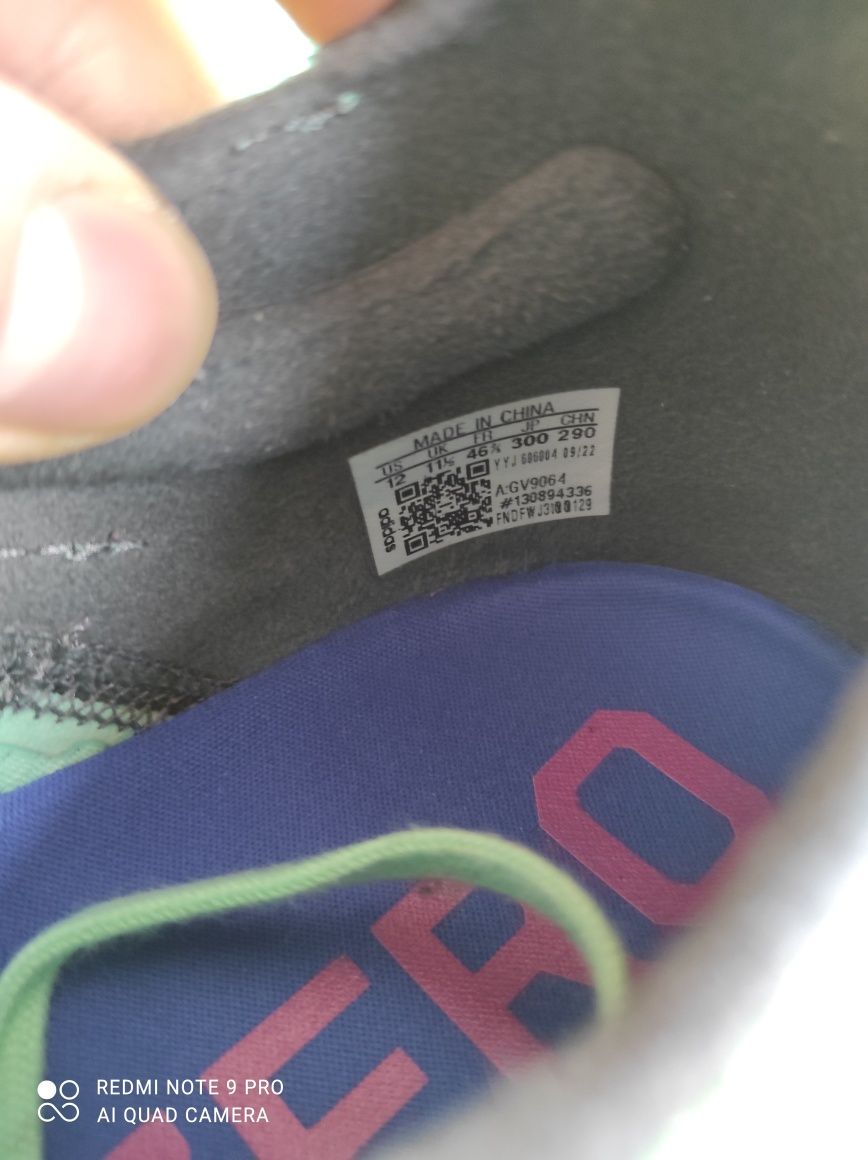 MADE IN CHINA
US UK FR JP CHN
12 11½ 46⅔ 300 290
YYJ 606004 09/22
A:GV9064
#130894336
adidas
ERO
REDMI NOTE 9 PRO
AI QUAD CAMERA